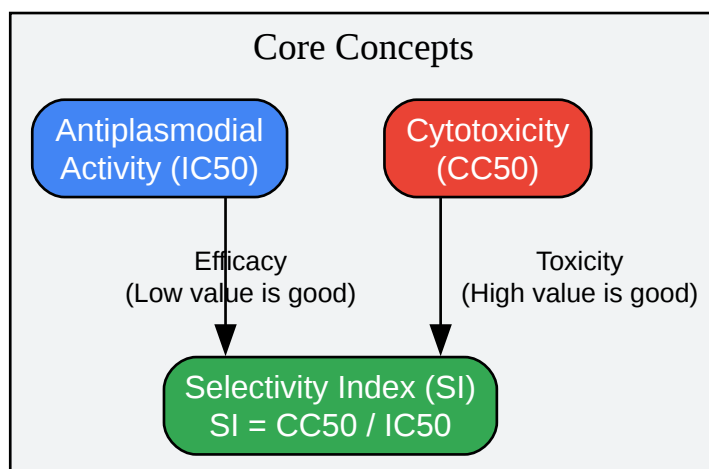 Core Concepts
Antiplasmodial
Activity (IC50)
Cytotoxicity
(CC50)
Efficacy
(Low value is good)
Toxicity
(High value is good)
Selectivity Index (SI)
SI = CC50 / IC50